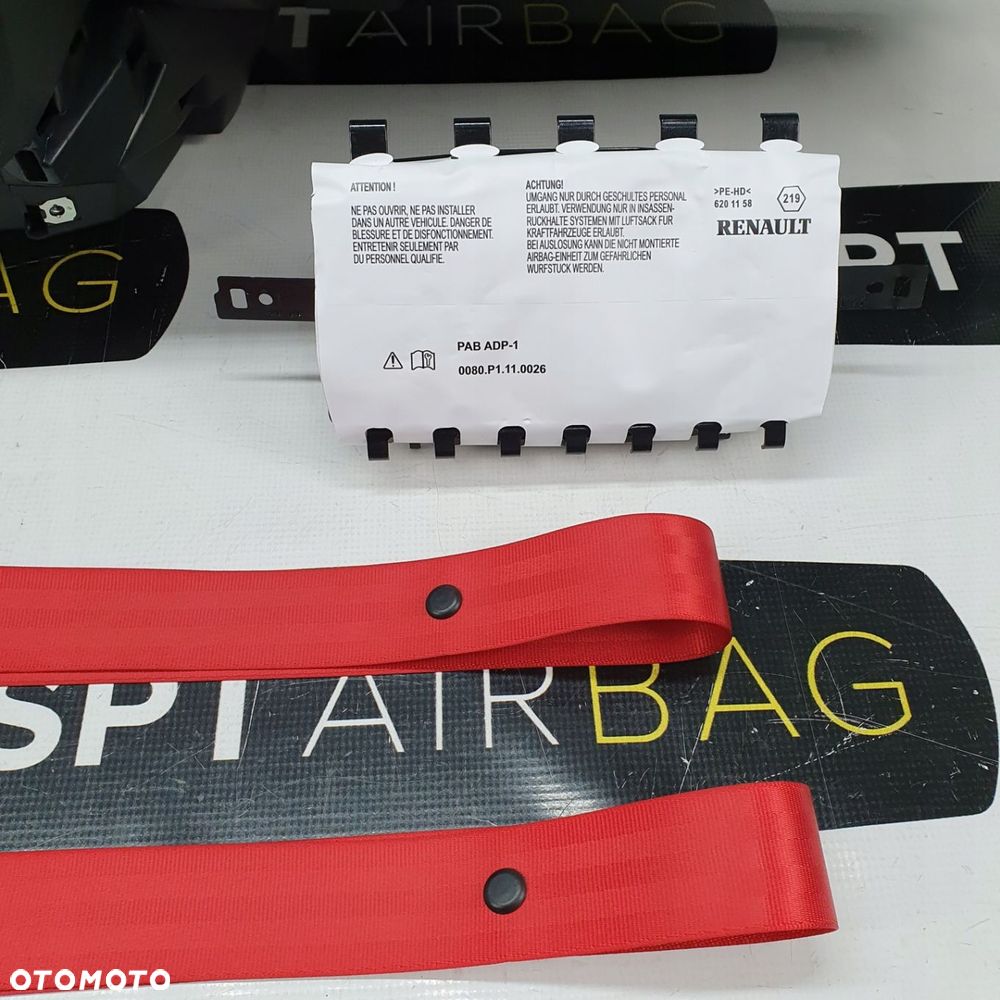 T AIRBAG
ATTENTION !
NE PAS OUVRIR, NE PAS INSTALLER
DANS UN AUTRE VEHICULE. DANGER DE
BLESSURE ET DE DISFONCTIONNEMENT.
ENTRETENIR SEULEMENT PAR
DU PERSONNEL QUALIFIE.
ACHTUNG!
UMGANG NUR DURCH GESCHULTES PERSONAL
ERLAUBT. VERWENDUNG NUR IN INSASSEN-
RUCKHALTE SYSTEMEN MIT LUFTSACK FUR
KRAFTFAHRZEUGE ERLAUBT.
BEI AUSLOSUNG KANN DIE NICHT MONTIERTE
AIRBAG-EINHEIT ZUM GEFAHRLICHEN
WURFSTUCK WERDEN.
>PE-HD<
620 11 58
219
RENAULT
AG
PT
PAB ADP-1
0080.P1.11.0026
SPT AIRBAG
OTOMOTO